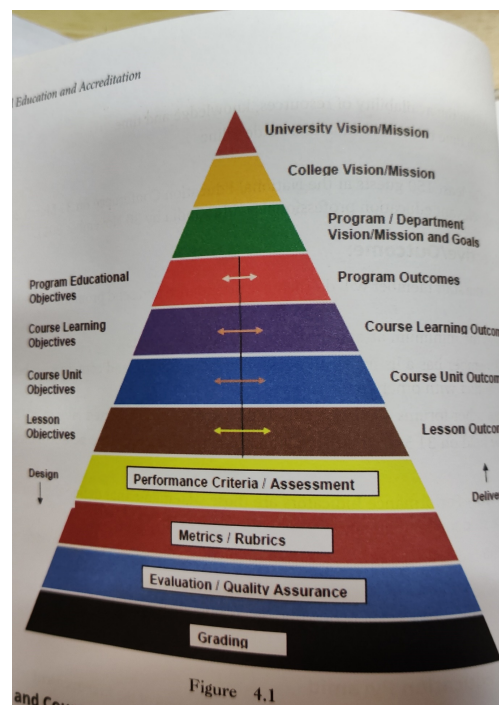 Education and Accreditation
University Vision/Mission
College Vision/Mission
Program / Department
Vision/Mission and Goals
Program Educational
Objectives
Program Outcomes
Course Learning
Objectives
Course Learning Outcom
Course Unit
Objectives
Course Unit Outcom
Lesson
Objectives
Lesson Outcor
Design
Delive
Performance Criteria / Assessment
Metrics / Rubrics
Evaluation / Quality Assurance
Grading
Figure 4.1
and Cou